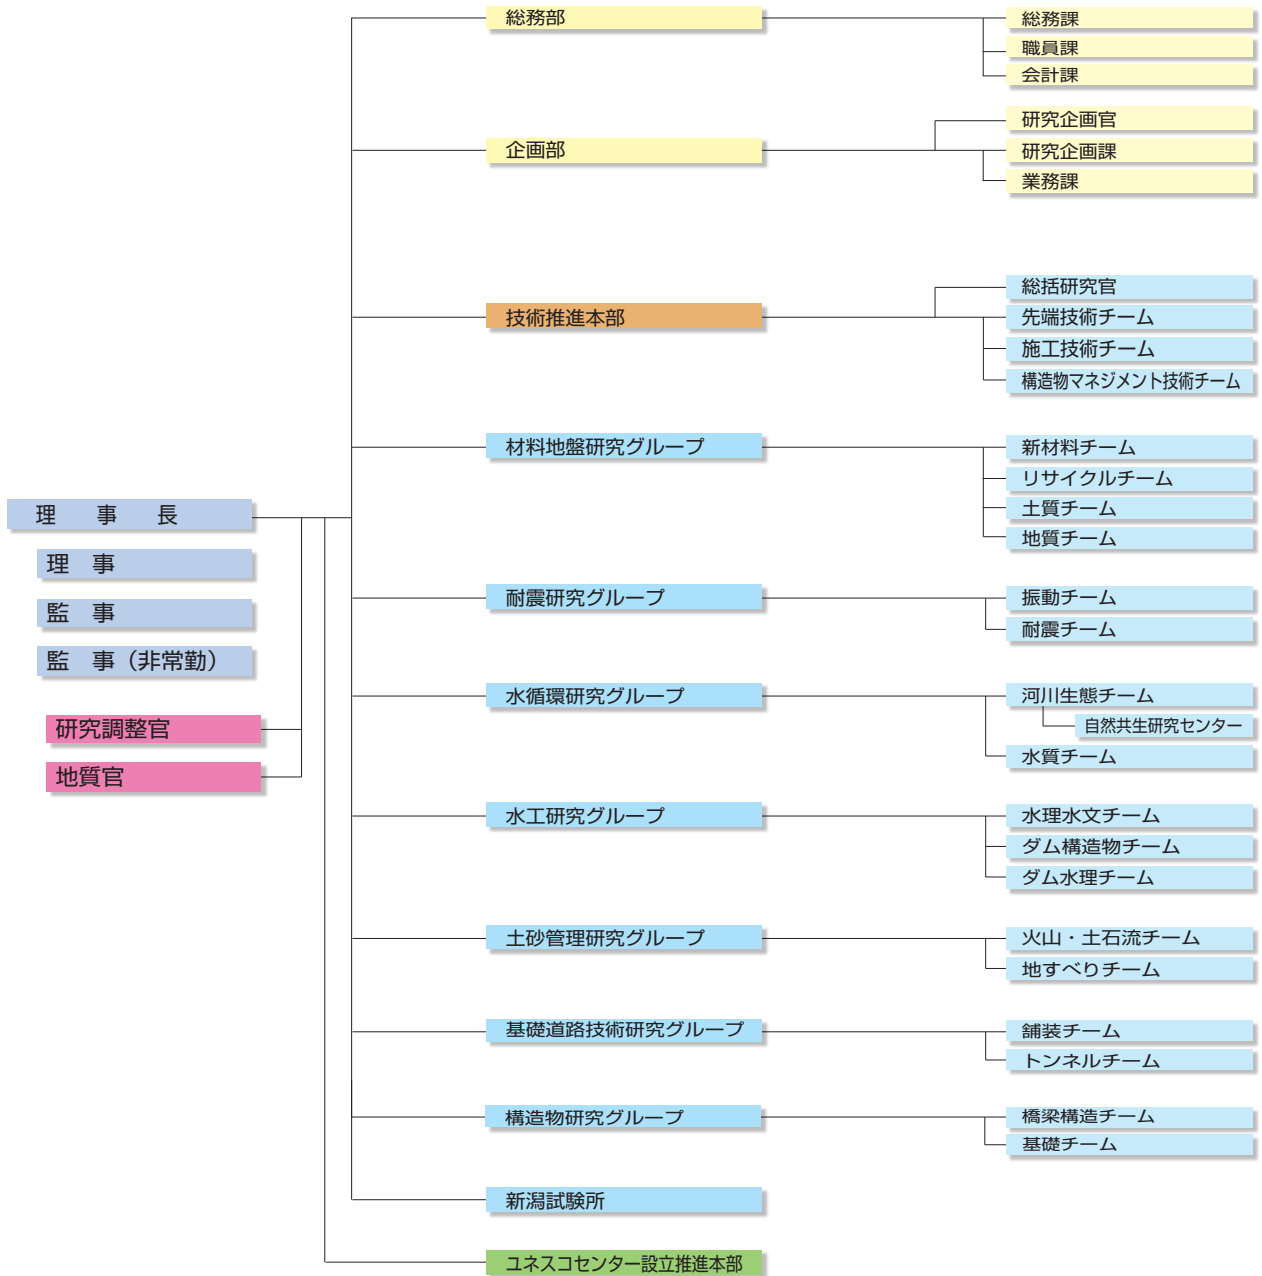 理　事　長
理　事
監　事
監　事（非常勤）
研究調整官
地質官
総務部
総務課
職員課
会計課
企画部
研究企画官
研究企画課
業務課
技術推進本部
総括研究官
先端技術チーム
施工技術チーム
構造物マネジメント技術チーム
材料地盤研究グループ
新材料チーム
リサイクルチーム
土質チーム
地質チーム
耐震研究グループ
振動チーム
耐震チーム
水循環研究グループ
河川生態チーム
自然共生研究センター
水質チーム
水工研究グループ
水理水文チーム
ダム構造物チーム
ダム水理チーム
土砂管理研究グループ
火山・土石流チーム
地すべりチーム
基礎道路技術研究グループ
舗装チーム
トンネルチーム
構造物研究グループ
橋梁構造チーム
基礎チーム
新潟試験所
ユネスコセンター設立推進本部